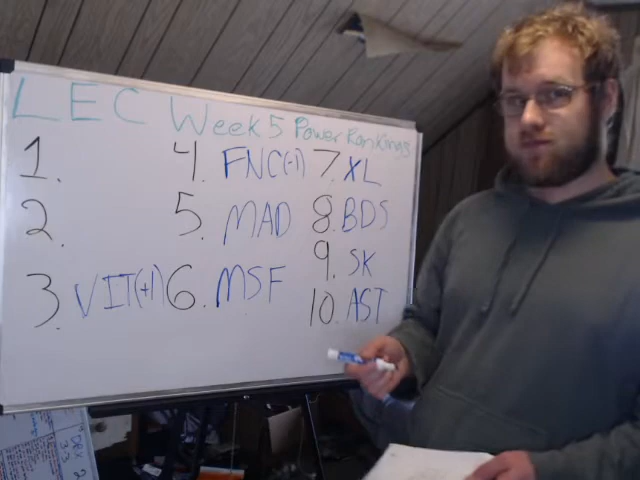 LEC Week 5 Power Rankings
1. 4. FNC(-1) 7. XL
2. 5. MAD 8. BDS
3. VIT(+1) 6. MSF 9. SK
10. AST